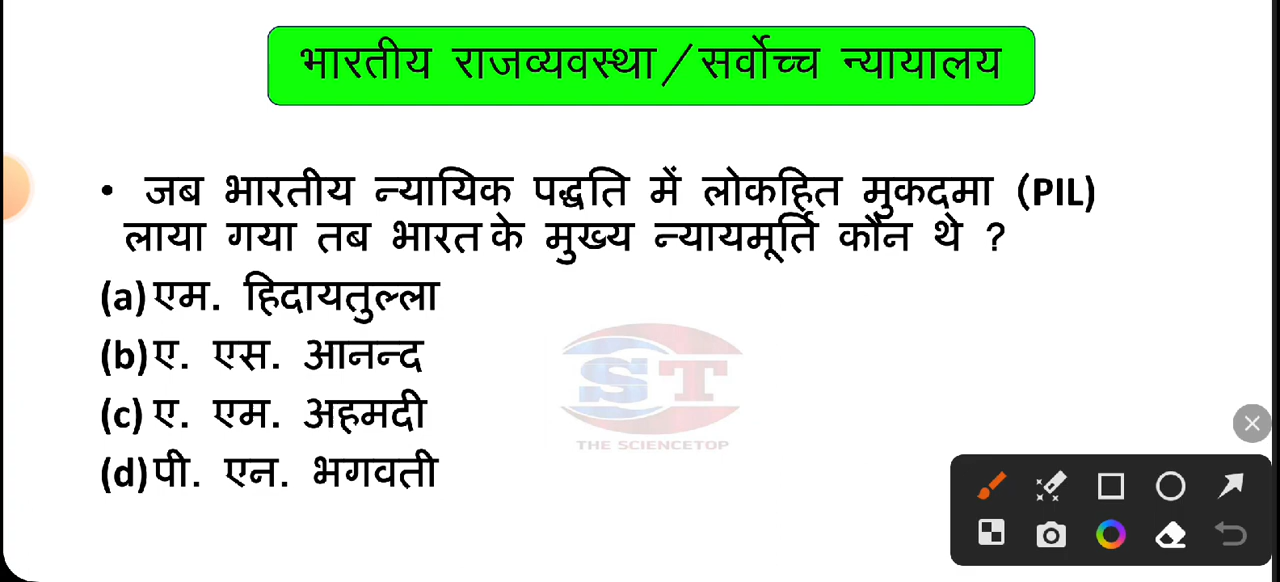 भारतीय राजव्यवस्था/सर्वोच्च न्यायालय
• जब भारतीय न्यायिक पद्धति में लोकहित मुकदमा (PIL)
लाया गया तब भारत के मुख्य न्यायमूर्ति कौन थे ?
(a) एम. हिदायतुल्ला
(b) ए. एस. आनन्द
(c) ए. एम. अहमदी
(d) पी. एन. भगवती
ST
THE SCIENCETOP